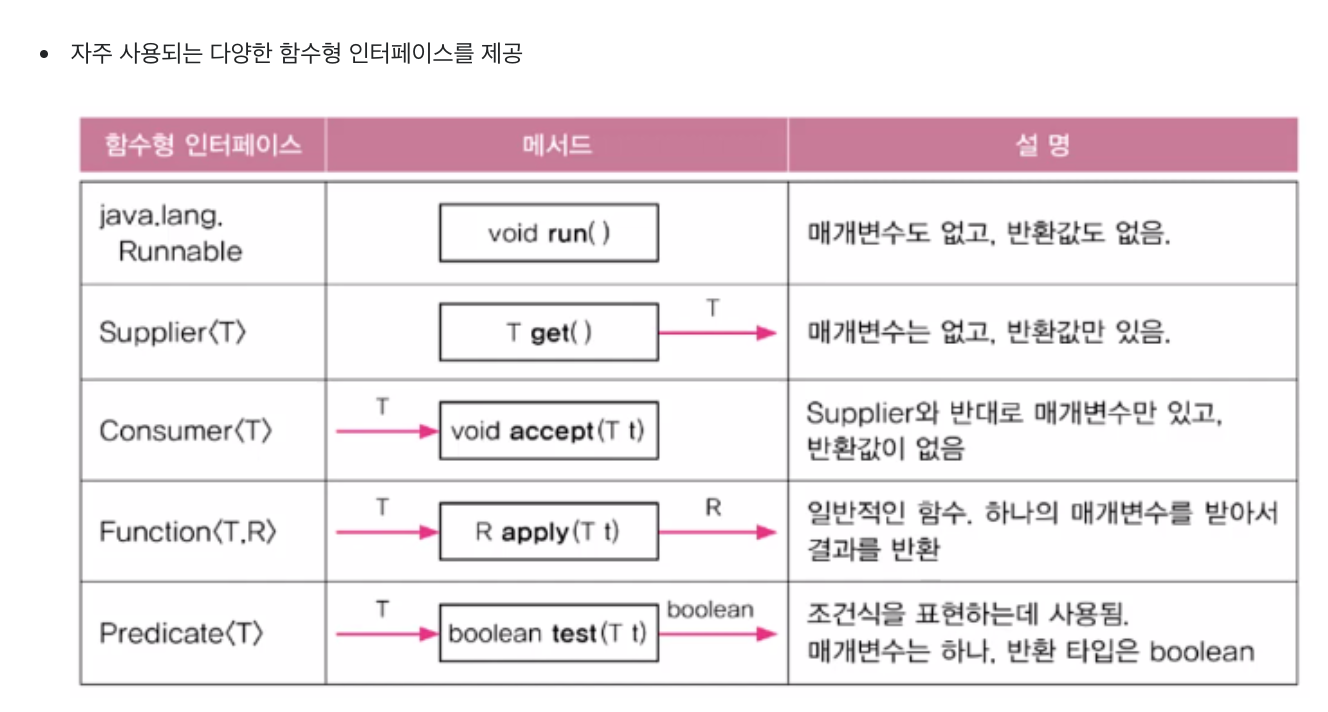 • 자주 사용되는 다양한 함수형 인터페이스를 제공
함수형 인터페이스
메서드
설 명
java.lang.
Runnable
void run( )
매개변수도 없고, 반환값도 없음.
Supplier〈T〉
T get( )
T
매개변수는 없고, 반환값만 있음.
Consumer〈T〉
T
void accept(T t)
Supplier와 반대로 매개변수만 있고,
반환값이 없음
Function〈T,R〉
T
R apply(T t)
R
일반적인 함수. 하나의 매개변수를 받아서
결과를 반환
Predicate〈T〉
T
boolean test(T t)
boolean
조건식을 표현하는데 사용됨.
매개변수는 하나, 반환 타입은 boolean